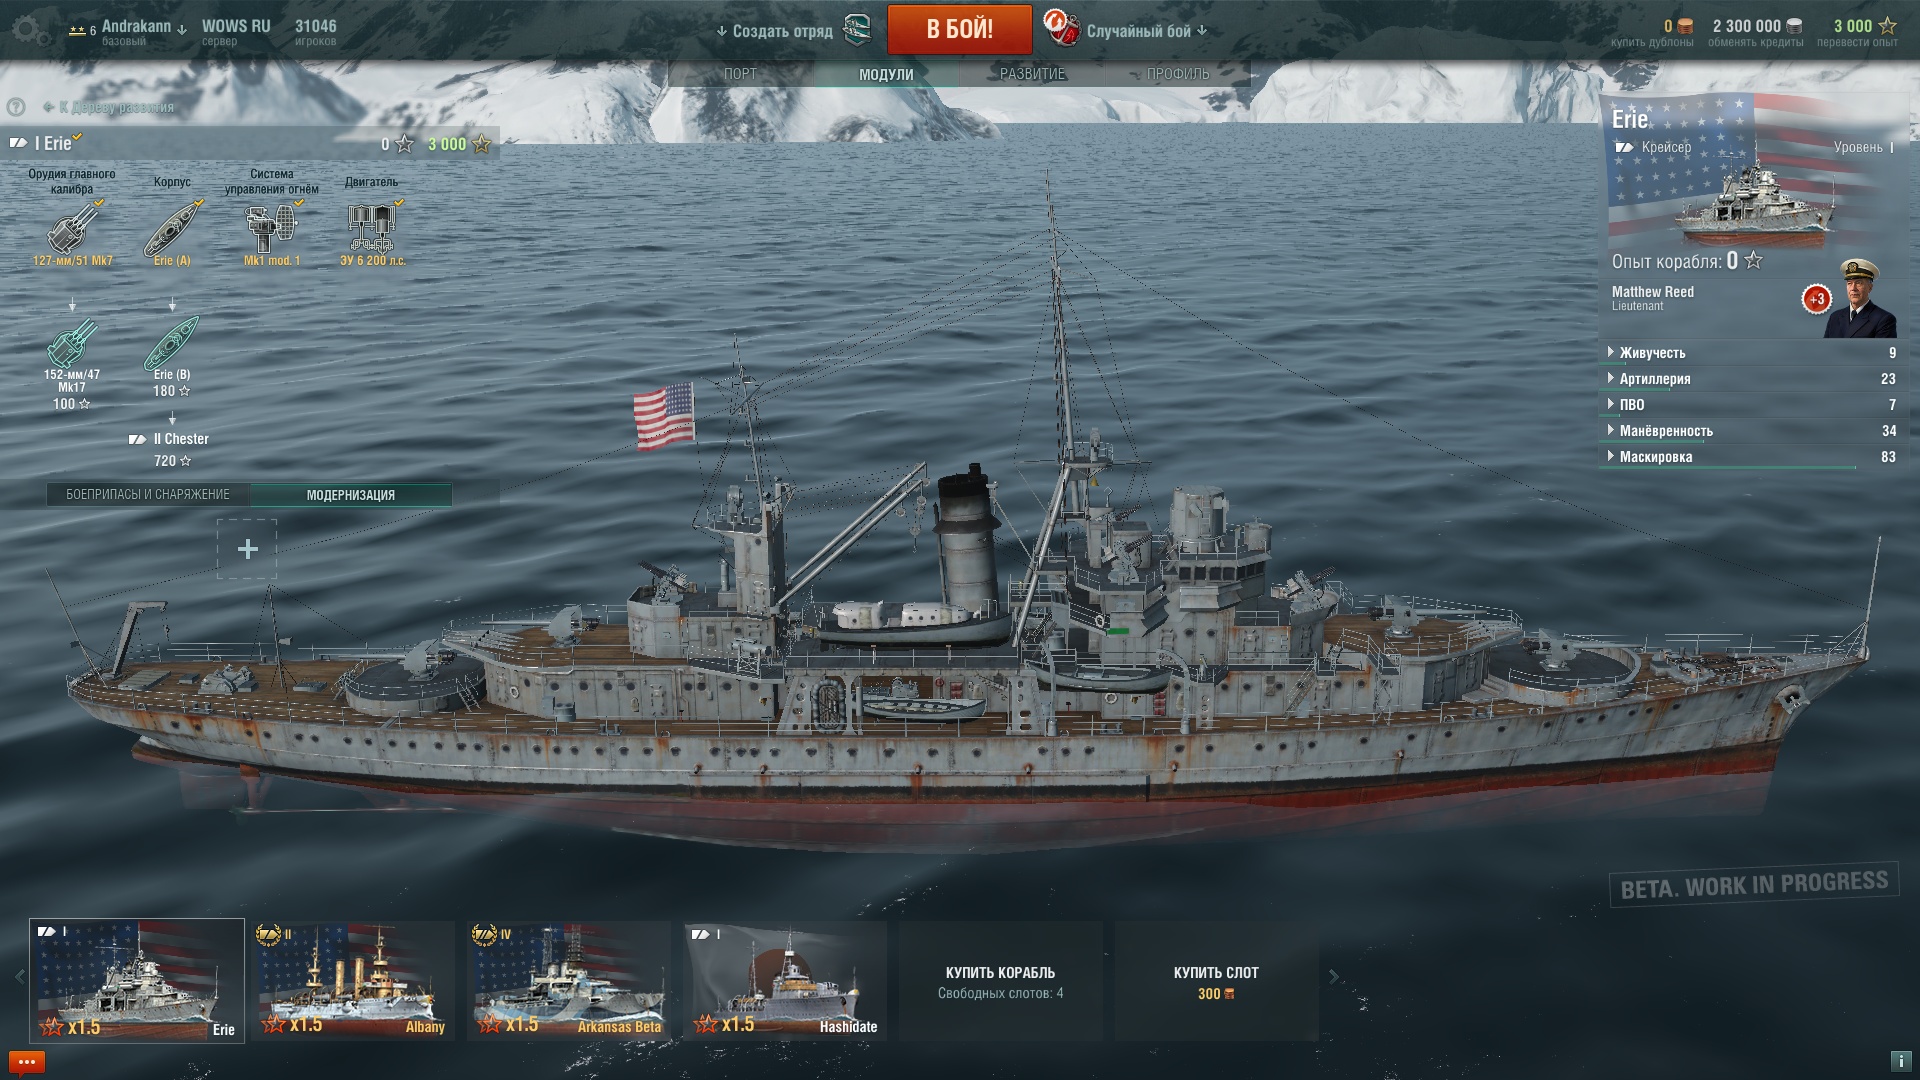 6 Andrakann
базовый
WOWS RU
сервер
31046
игроков
Создать отряд
В БОЙ!
Случайный бой
0
купить дублоны
2 300 000
обменять кредиты
3 000
перевести опыт
ПОРТ
МОДУЛИ
РАЗВИТИЕ
ПРОФИЛЬ
? К Дереву развития
I Erie
0
3 000
Орудия главного
калибра
Корпус
Система
управления огнём
Двигатель
127-мм/51 Mk7
Erie (A)
Mk1 mod. 1
ЭУ 6 200 л.с.
152-мм/47
Mk17
100
Erie (B)
180
II Chester
720
БОЕПРИПАСЫ И СНАРЯЖЕНИЕ
МОДЕРНИЗАЦИЯ
+
Erie
Крейсер
Уровень I
Опыт корабля: 0
Matthew Reed
Lieutenant
+3
Живучесть 9
Артиллерия 23
ПВО 7
Манёвренность 34
Маскировка 83
BETA. WORK IN PROGRESS
I
x1.5
Erie
II
x1.5
Albany
IV
x1.5
Arkansas Beta
I
x1.5
Hashidate
КУПИТЬ КОРАБЛЬ
Свободных слотов: 4
КУПИТЬ СЛОТ
300
i